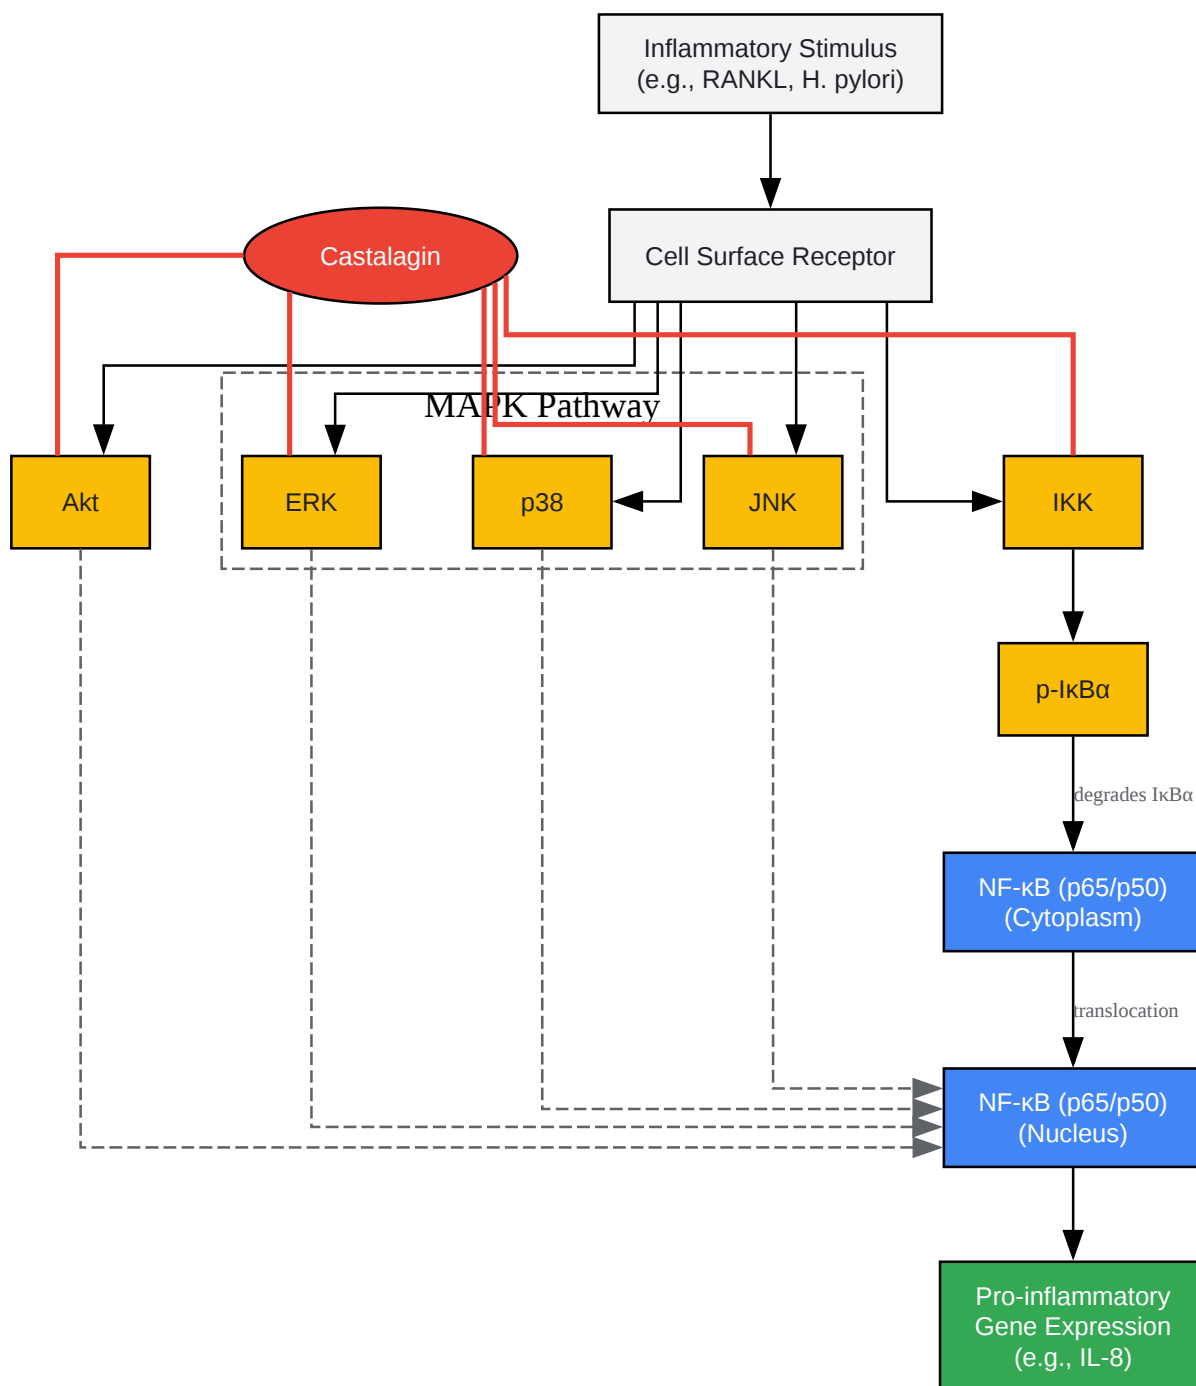 Inflammatory Stimulus
(e.g., RANKL, H. pylori)
Castalagin
Cell Surface Receptor
MAPK Pathway
Akt
ERK
p38
JNK
IKK
p-IκBα
degrades IκBα
NF-κB (p65/p50)
(Cytoplasm)
translocation
NF-κB (p65/p50)
(Nucleus)
Pro-inflammatory
Gene Expression
(e.g., IL-8)